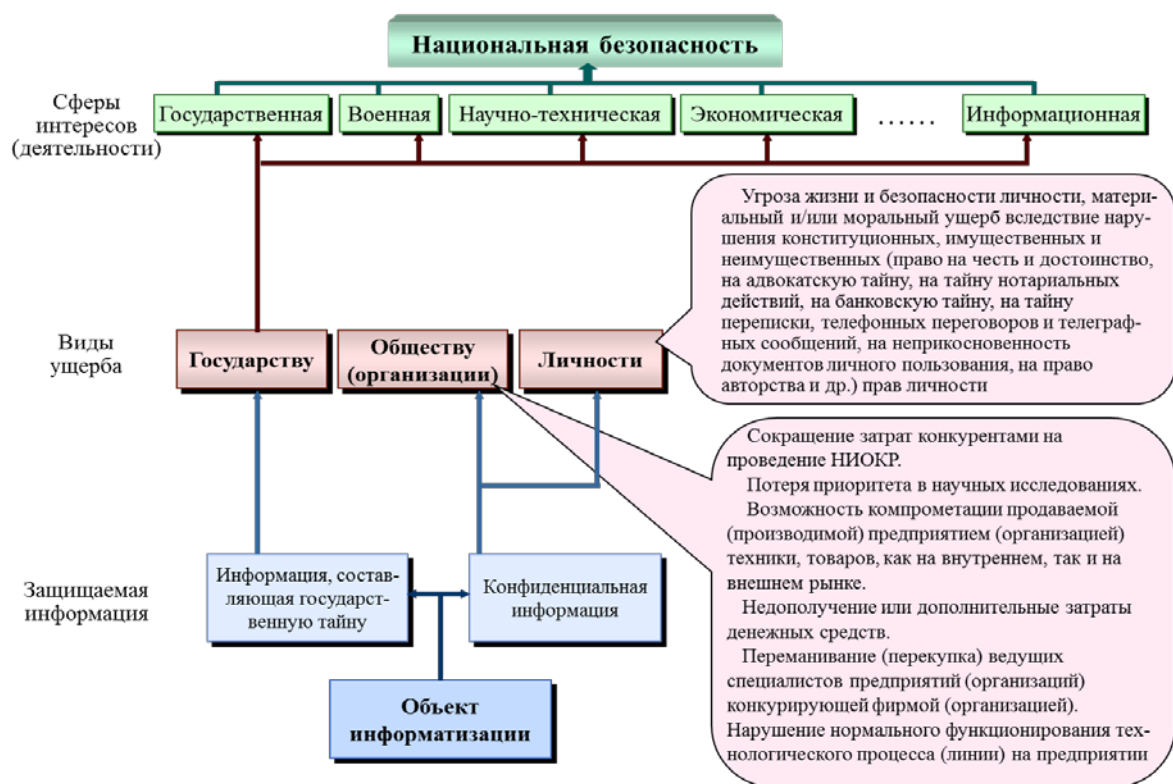 Национальная безопасность
Сферы
интересов
(деятельности)
Государственная
Военная
Научно-техническая
Экономическая
......
Информационная
Угроза жизни и безопасности личности, матери-
альный и/или моральный ущерб вследствие нару-
шения конституционных, имущественных и
неимущественных (право на честь и достоинство,
на адвокатскую тайну, на тайну нотариальных
действий, на банковскую тайну, на тайну
переписки, телефонных переговоров и телеграф-
ных сообщений, на неприкосновенность
документов личного пользования, на право
авторства и др.) прав личности
Виды
ущерба
Государству
Обществу
(организации)
Личности
Сокращение затрат конкурентами на
проведение НИОКР.
Потеря приоритета в научных исследованиях.
Возможность компрометации продаваемой
(производимой) предприятием (организацией)
техники, товаров, как на внутреннем, так и на
внешнем рынке.
Недополучение или дополнительные затраты
денежных средств.
Переманивание (перекупка) ведущих
специалистов предприятий (организаций)
конкурирующей фирмой (организацией).
Нарушение нормального функционирования тех-
нологического процесса (линии) на предприятии
Защищаемая
информация
Информация, состав-
ляющая государст-
венную тайну
Конфиденциальная
информация
Объект
информатизации